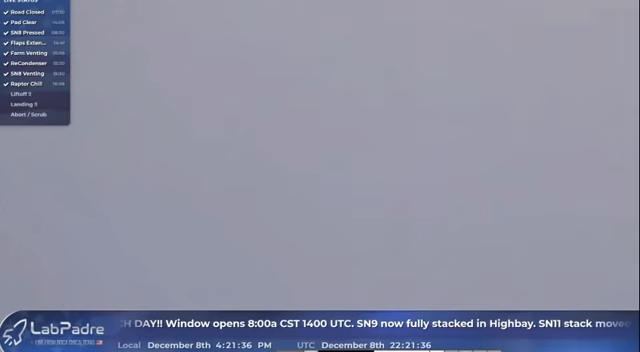 LIVE STATUS
Road Closed
Pad Clear
SN8 Pressed
Flaps Exten...
Farm Venting
ReCondenser
SN8 Venting
Raptor Chill
Liftoff !!
Landing !!
Abort / Scrub
LabPadre
H DAY!! Window opens 8:00a CST 1400 UTC. SN9 now fully stacked in Highbay. SN11 stack move
Local December 8th 4:21:36 PM UTC December 8th 22:21:36